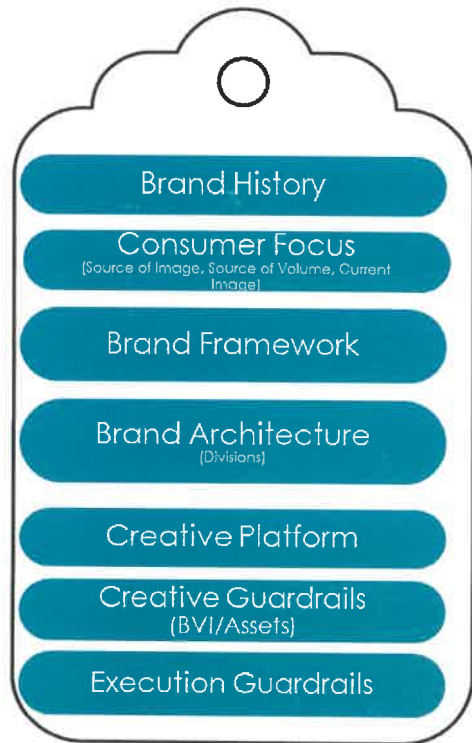 Brand History
Consumer Focus
(Source of Image, Source of Volume, Current
Image)
Brand Framework
Brand Architecture
(Divisions)
Creative Platform
Creative Guardrails
(BVI/Assets)
Execution Guardrails